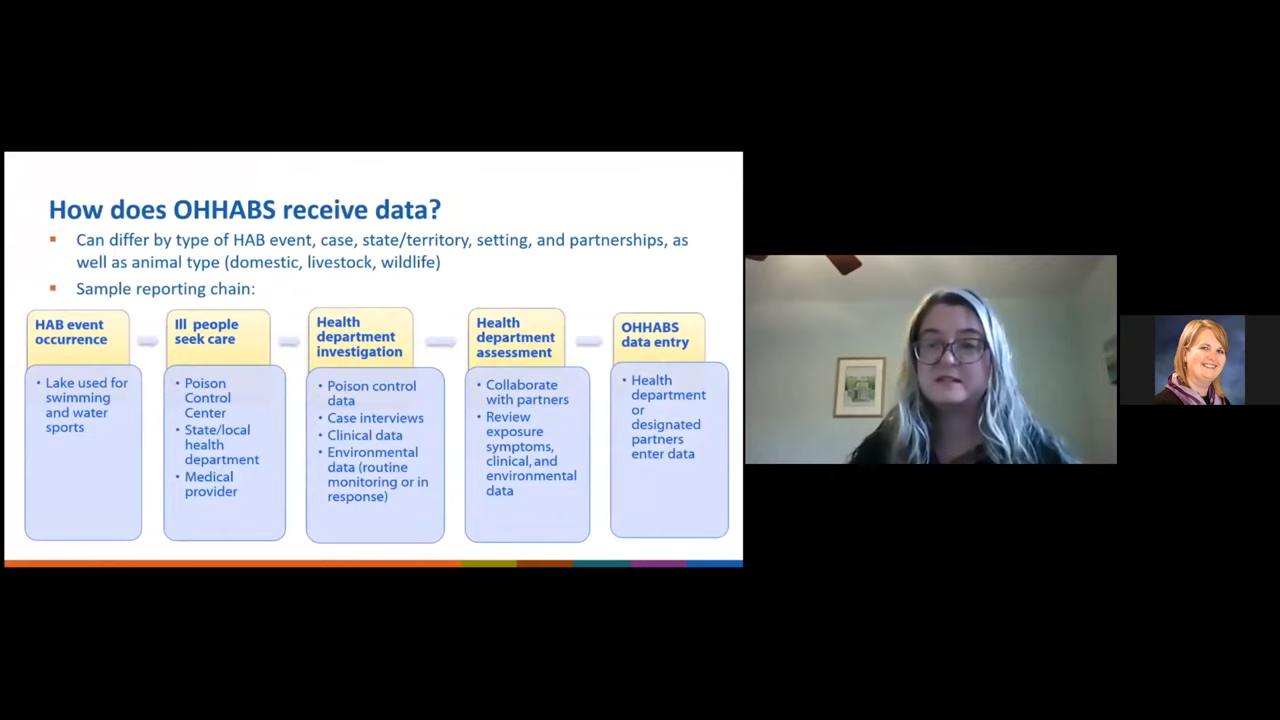 How does OHHABS receive data?
▪ Can differ by type of HAB event, case, state/territory, setting, and partnerships, as
well as animal type (domestic, livestock, wildlife)
▪ Sample reporting chain:
HAB event
occurrence
• Lake used for
swimming
and water
sports
Ill people
seek care
• Poison
Control
Center
• State/local
health
department
• Medical
provider
Health
department
investigation
• Poison control
data
• Case interviews
• Clinical data
• Environmental
data (routine
monitoring or in
response)
Health
department
assessment
• Collaborate
with partners
• Review
exposure
symptoms,
clinical, and
environmental
data
OHHABS
data entry
• Health
department
or
designated
partners
enter data